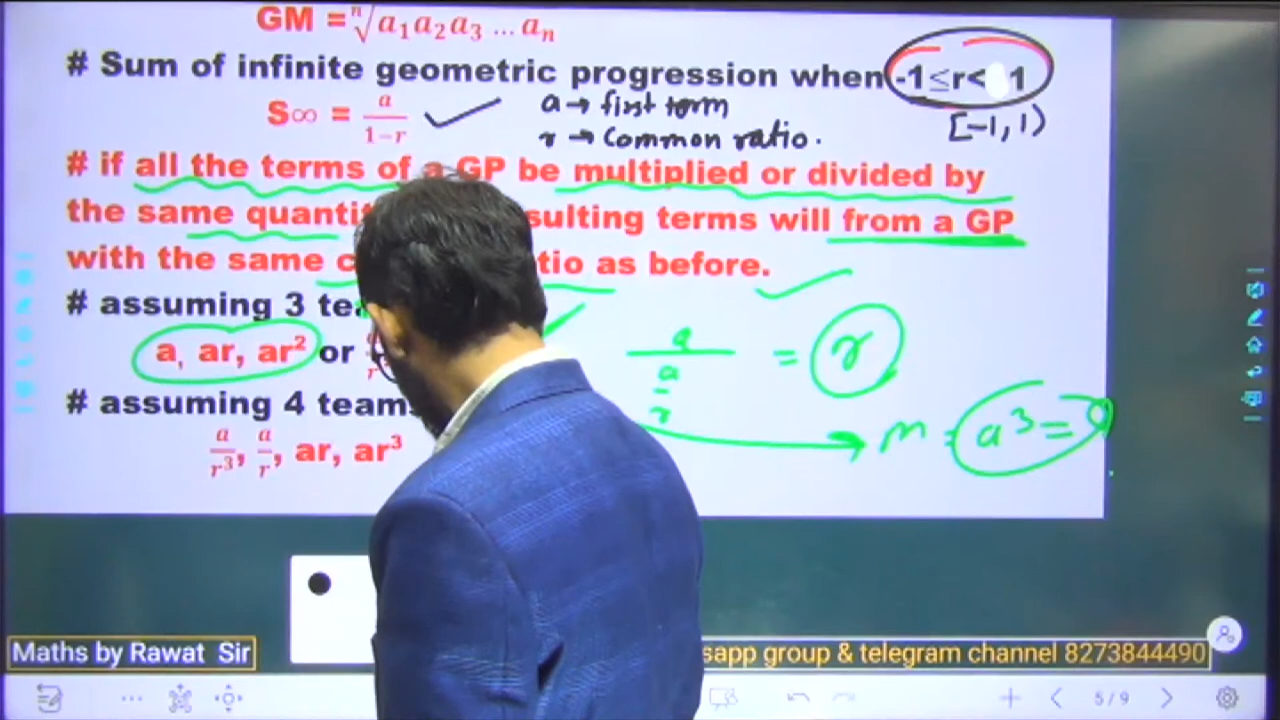 GM = ⁿ√a₁a₂a₃ ... aₙ
# Sum of infinite geometric progression when -1≤r< 1
S∞ = a/1−r a → first term
r → Common ratio.
[-1, 1)
# if all the terms of a GP be multiplied or divided by
the same sulting terms will from a GP
with the same tio as before.
# assuming 3
a, ar, ar² or
a/(a/r) = r
# assuming 4
a/r³, a/r, ar, ar³
a³ =
Maths by Rawat Sir
sapp group & telegram channel 8273844490
5 / 9